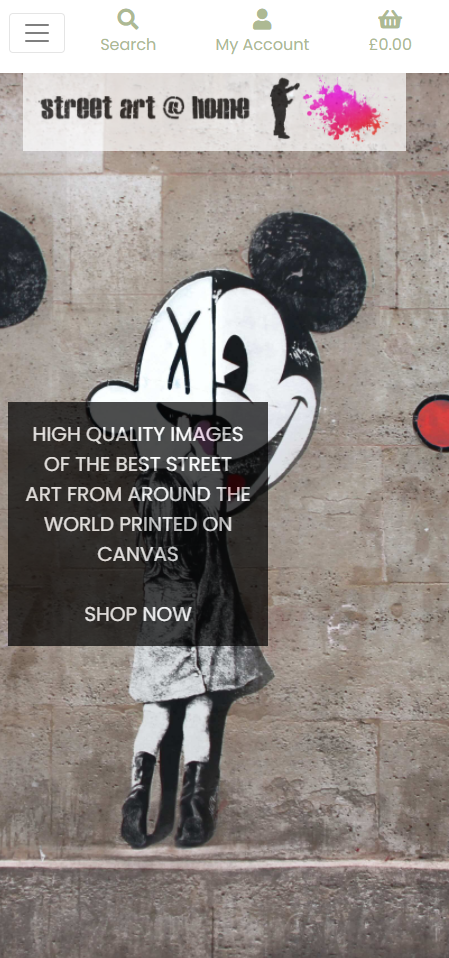 Search
My Account
£0.00
street art @ home
HIGH QUALITY IMAGES
OF THE BEST STREET
ART FROM AROUND THE
WORLD PRINTED ON
CANVAS
SHOP NOW